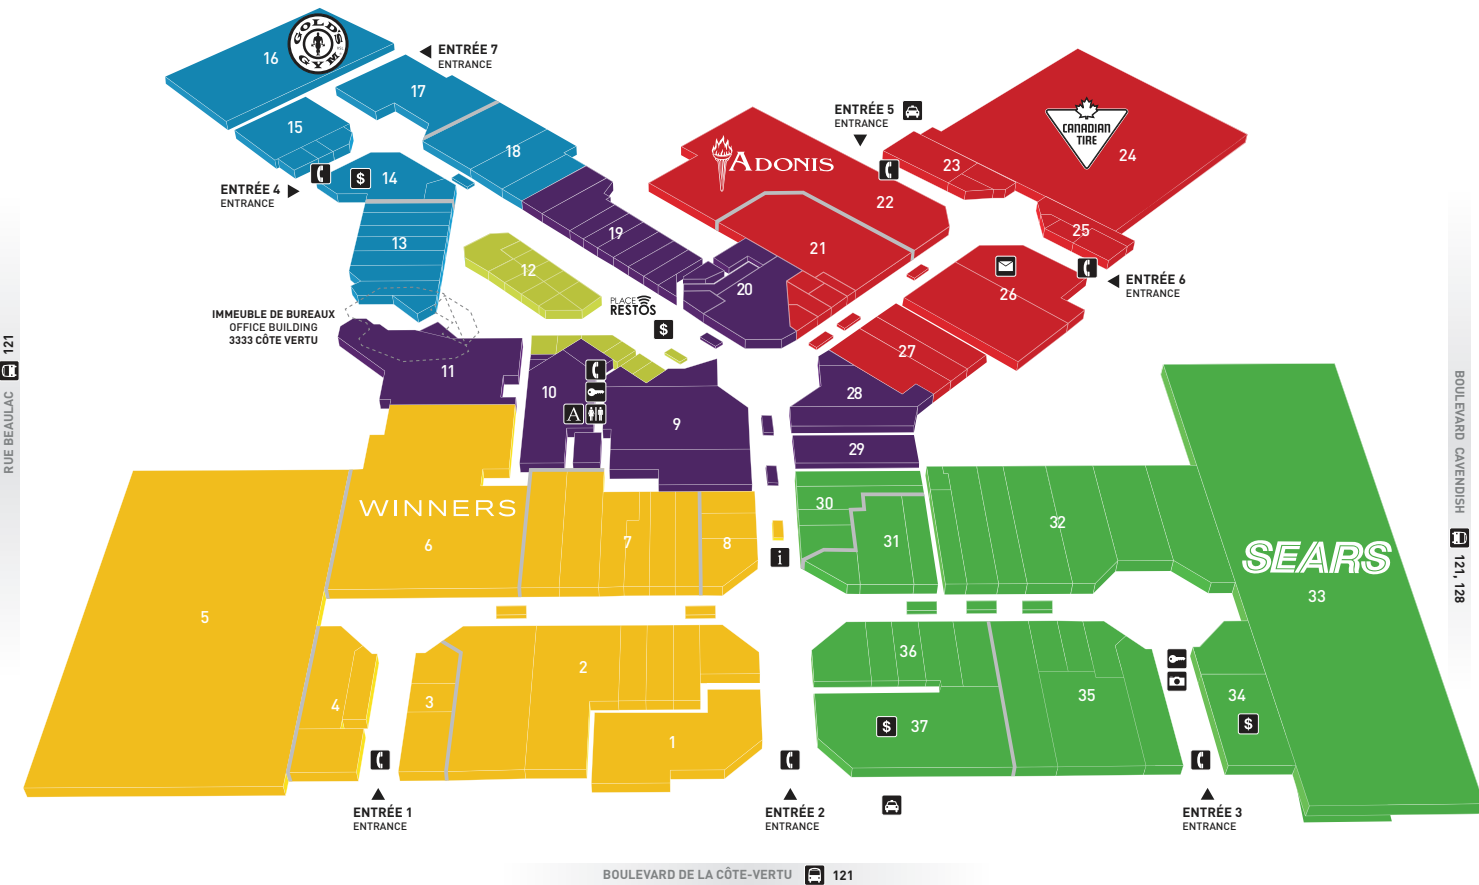 GOLD'S
GYM
16
ENTRÉE 7
ENTRANCE
17
15
18
14
$
ENTRÉE 4
ENTRANCE
13
19
12
PLACE
RESTOS
$
ENTRÉE 5
ENTRANCE
ADONIS
22
21
20
23
CANADIAN
TIRE
24
25
26
ENTRÉE 6
ENTRANCE
27
IMMEUBLE DE BUREAUX
OFFICE BUILDING
3333 CÔTE VERTU
11
10
A
9
28
29
RUE BEAULAC 121
BOULEVARD CAVENDISH 121, 128
WINNERS
6
5
7
8
i
30
31
32
SEARS
33
4
3
2
1
36
37
$
35
34
$
ENTRÉE 1
ENTRANCE
ENTRÉE 2
ENTRANCE
ENTRÉE 3
ENTRANCE
BOULEVARD DE LA CÔTE-VERTU 121